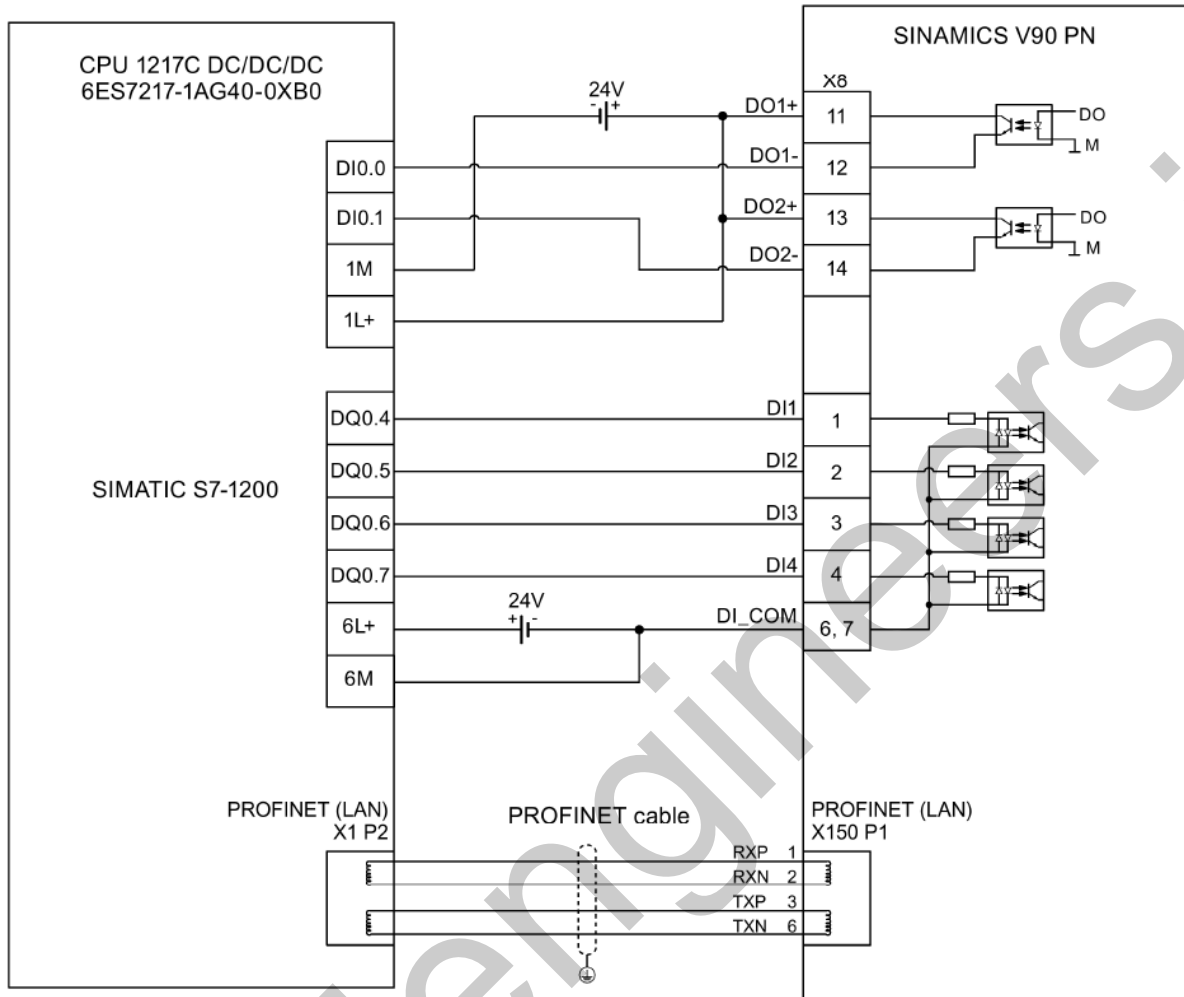 CPU 1217C DC/DC/DC
6ES7217-1AG40-0XB0
SINAMICS V90 PN
X8
24V
- +
DO1+
11
DO
M
DI0.0
DO1-
12
DI0.1
DO2+
13
DO
M
1M
DO2-
14
1L+
DQ0.4
DI1
1
DQ0.5
DI2
2
SIMATIC S7-1200
DQ0.6
DI3
3
DQ0.7
DI4
4
24V
+ -
6L+
DI_COM
6, 7
6M
PROFINET (LAN)
X1 P2
PROFINET cable
PROFINET (LAN)
X150 P1
RXP 1
RXN 2
TXP 3
TXN 6
engineers.